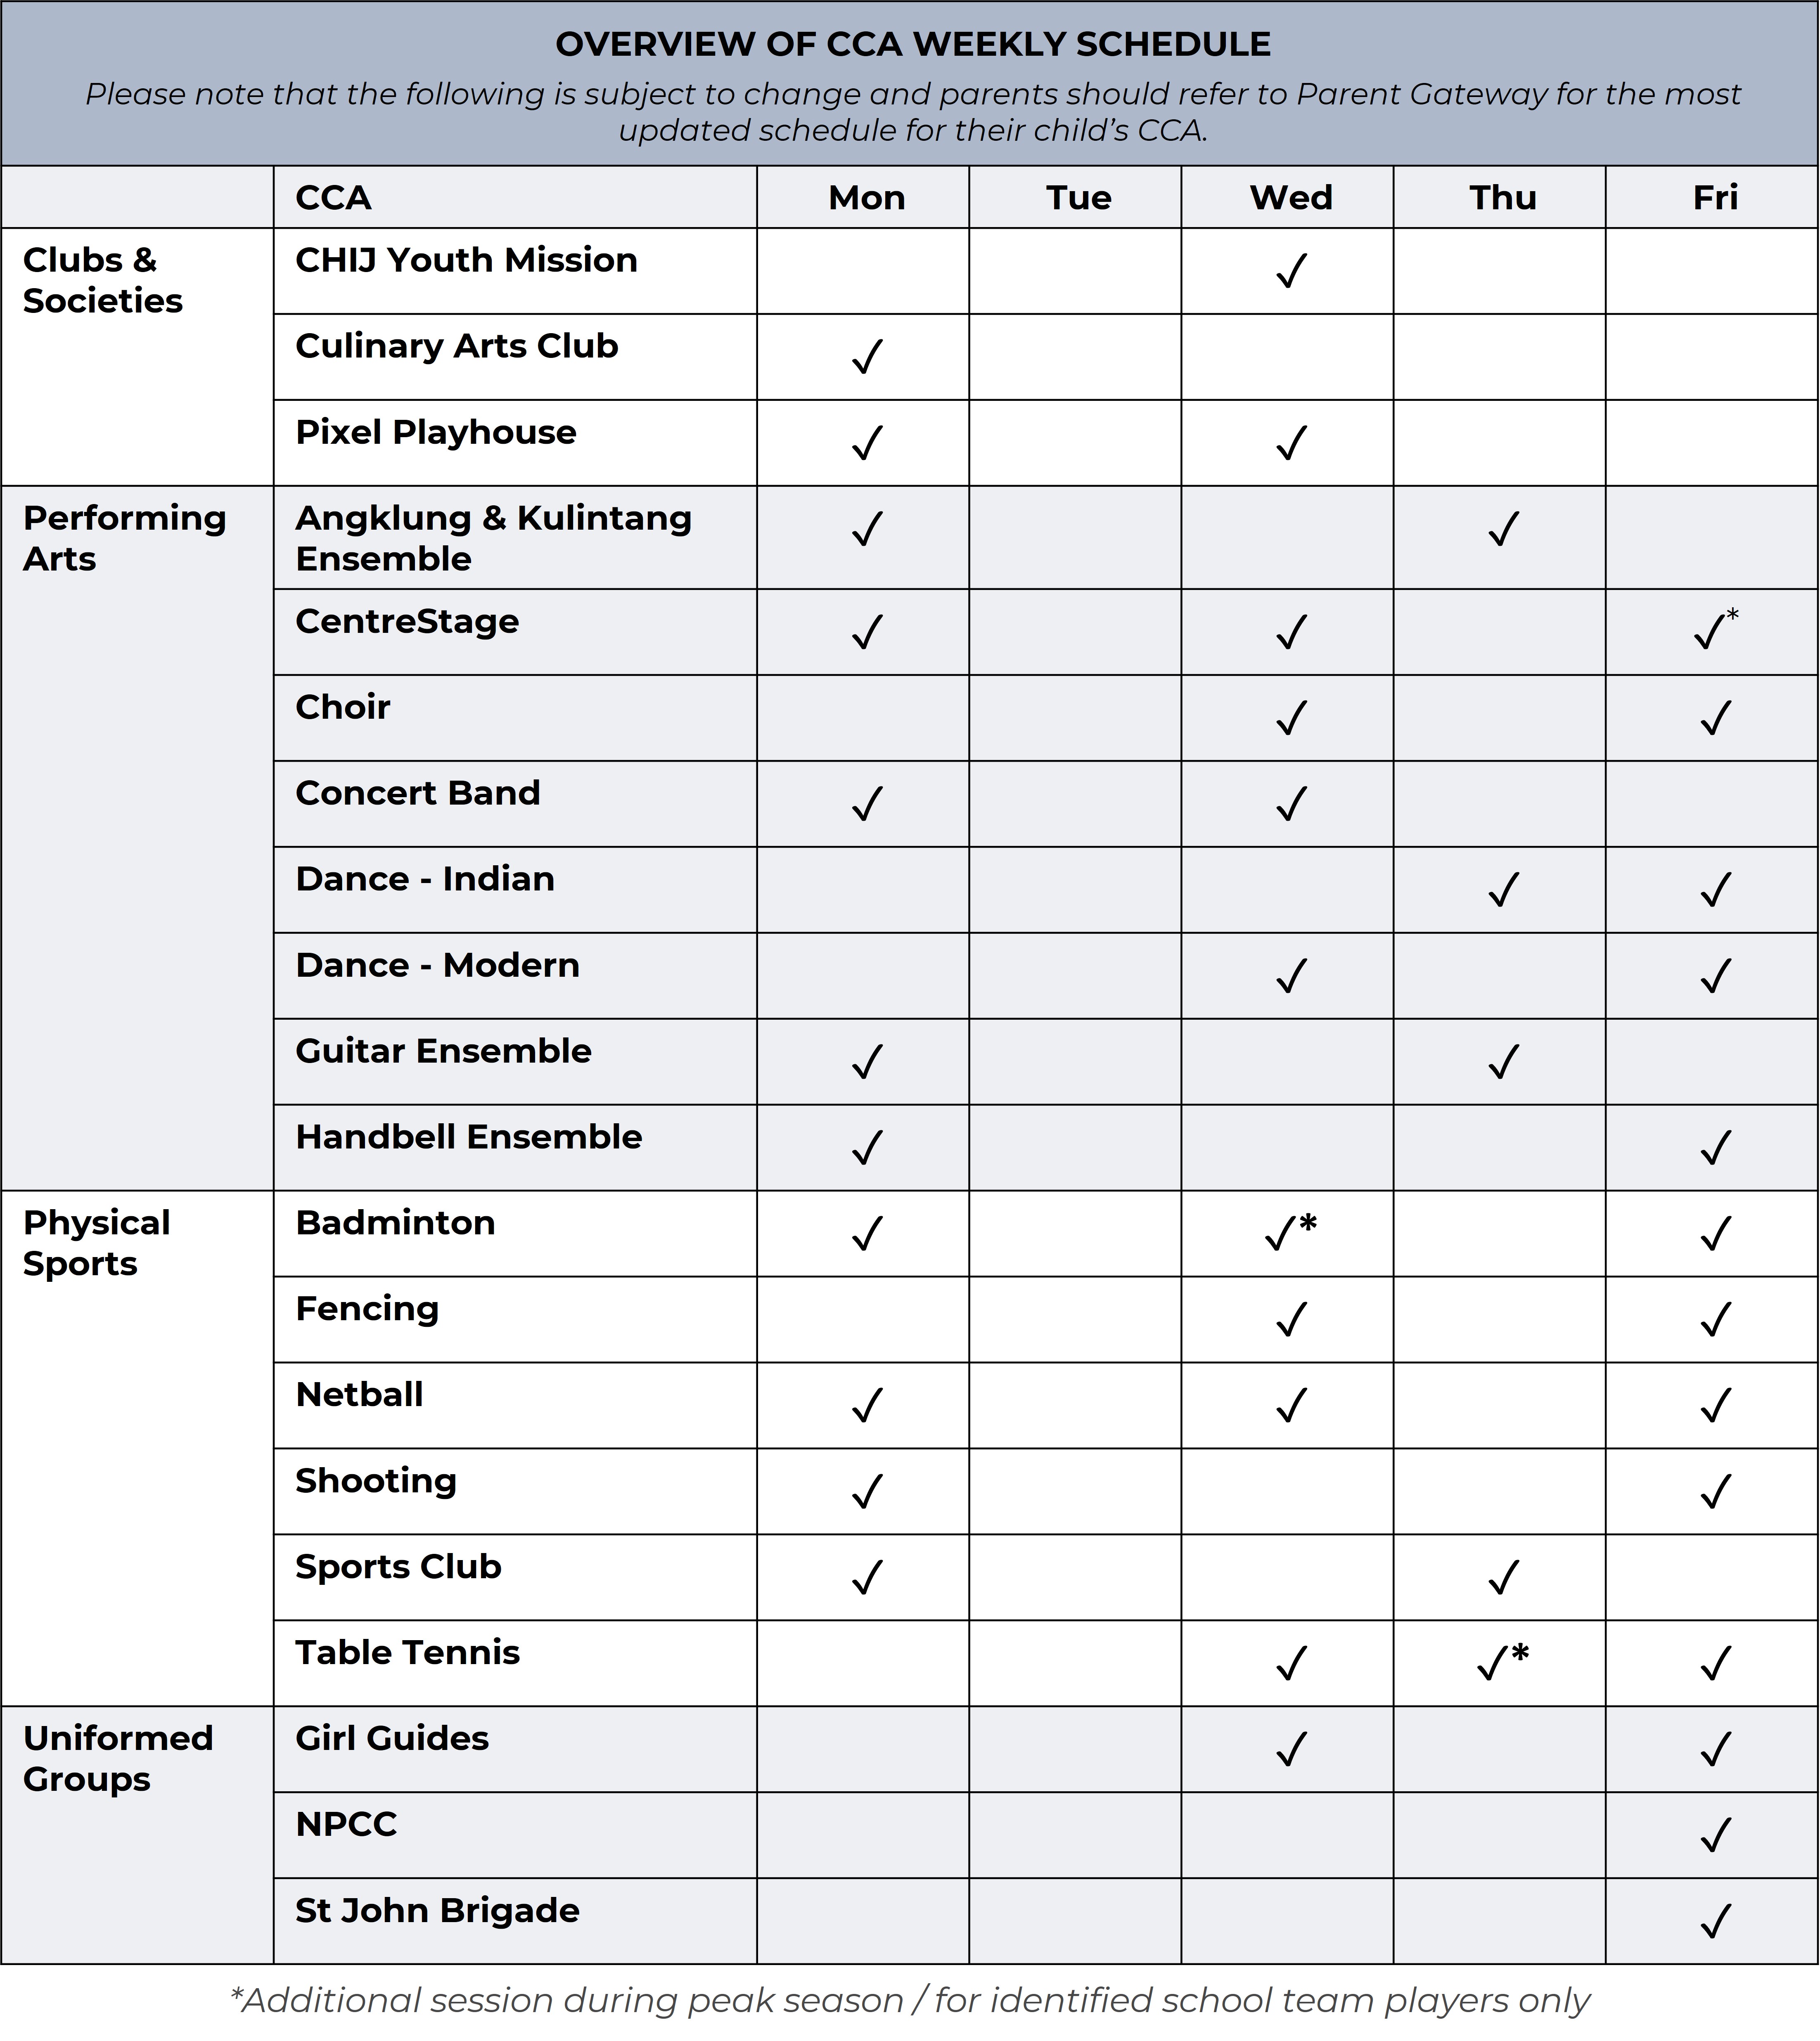 OVERVIEW OF CCA WEEKLY SCHEDULE
Please note that the following is subject to change and parents should refer to Parent Gateway for the most
updated schedule for their child’s CCA.
CCA Mon Tue Wed Thu Fri
Clubs &
Societies
CHIJ Youth Mission ✓
Culinary Arts Club ✓
Pixel Playhouse ✓ ✓
Performing
Arts
Angklung & Kulintang
Ensemble ✓ ✓
CentreStage ✓ ✓ ✓*
Choir ✓ ✓
Concert Band ✓ ✓
Dance - Indian ✓ ✓
Dance - Modern ✓ ✓
Guitar Ensemble ✓ ✓
Handbell Ensemble ✓ ✓
Physical
Sports
Badminton ✓ ✓* ✓
Fencing ✓ ✓
Netball ✓ ✓ ✓
Shooting ✓ ✓
Sports Club ✓ ✓
Table Tennis ✓ ✓* ✓
Uniformed
Groups
Girl Guides ✓ ✓
NPCC ✓
St John Brigade ✓
*Additional session during peak season / for identified school team players only